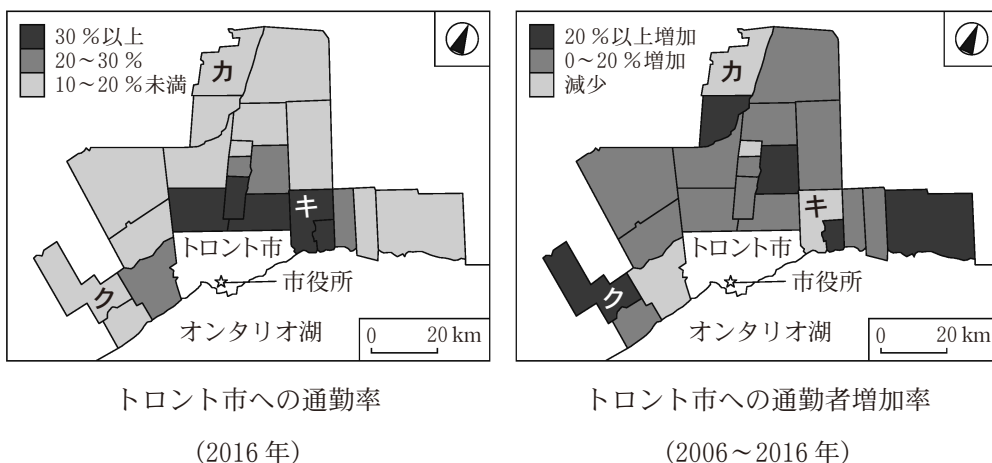 30 %以上
20～30 %
10～20 %未満
カ
キ
トロント市
ク
市役所
オンタリオ湖
0 20 km
トロント市への通勤率
(2016 年)
20 %以上増加
0～20 %増加
減少
カ
キ
トロント市
ク
市役所
オンタリオ湖
0 20 km
トロント市への通勤者増加率
(2006～2016 年)